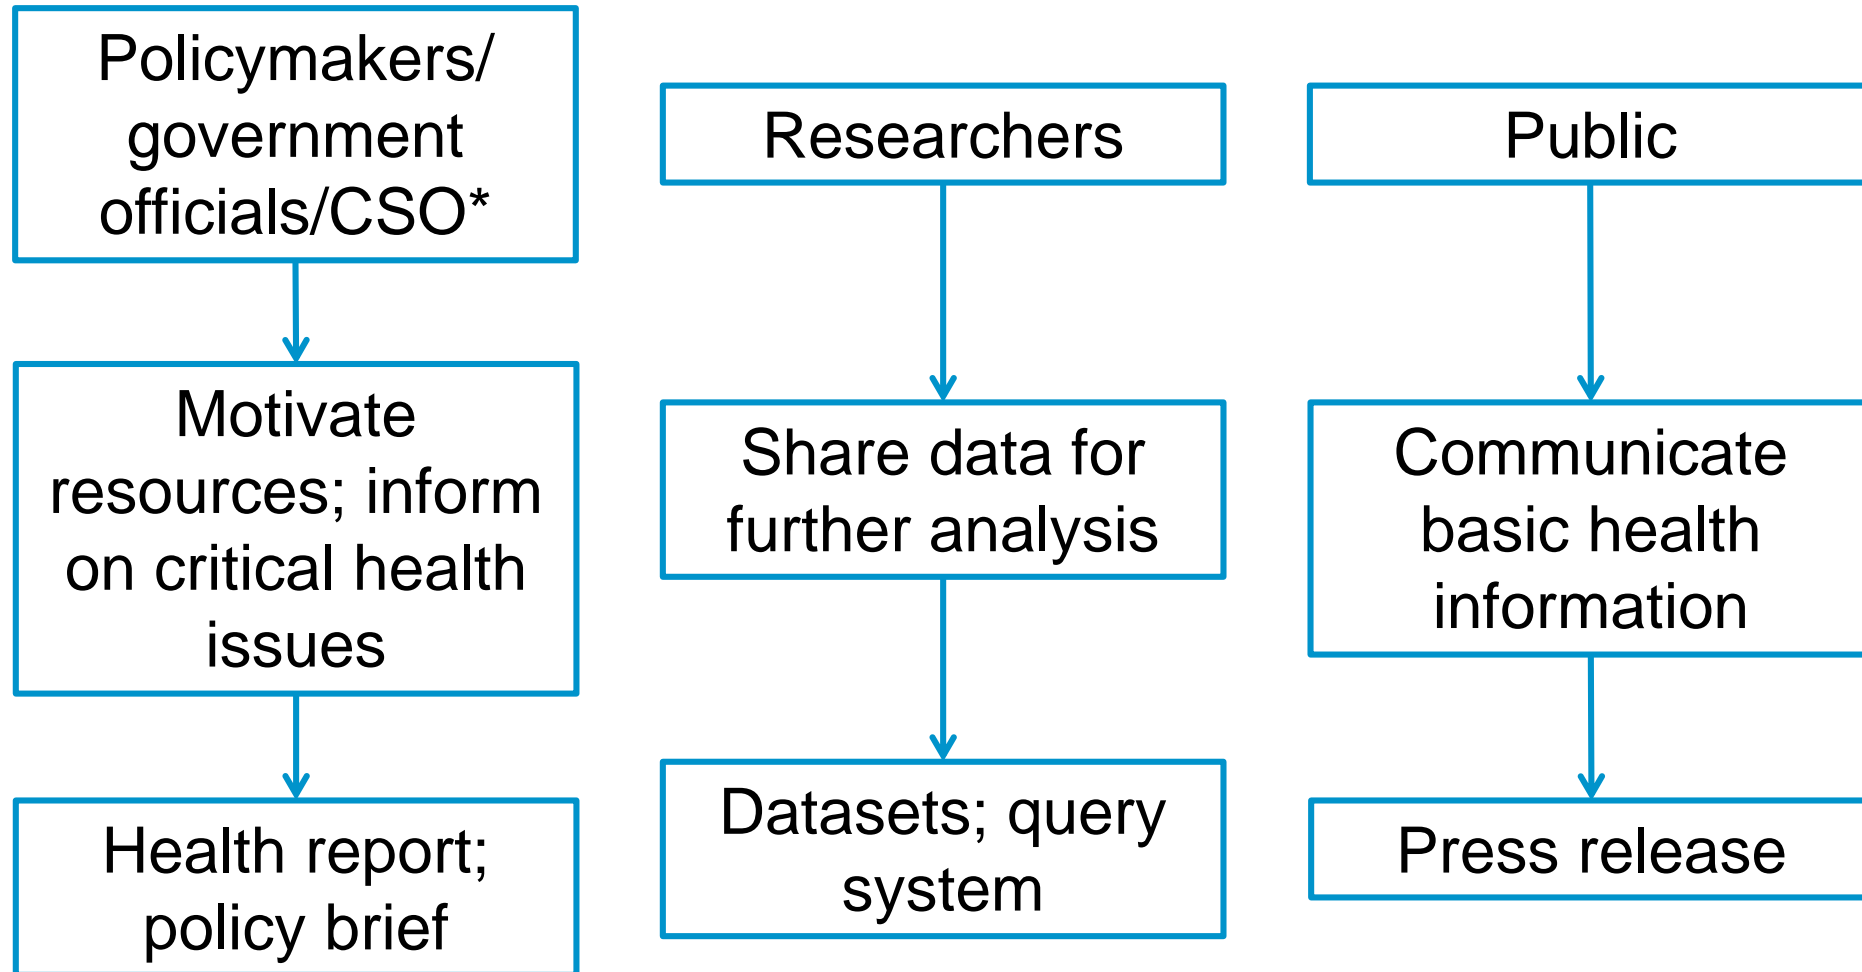 Policymakers/
government
officials/CSO*
Motivate
resources; inform
on critical health
issues
Health report;
policy brief
Researchers
Share data for
further analysis
Datasets; query
system
Public
Communicate
basic health
information
Press release